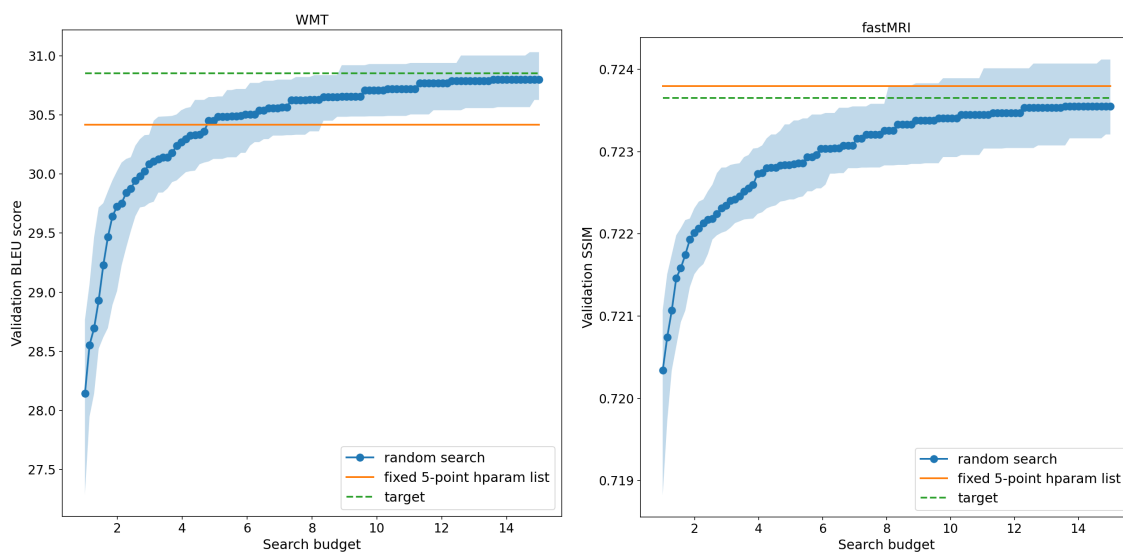 WMT
31.0
30.5
30.0
29.5
29.0
28.5
28.0
27.5
Validation BLEU score
2 4 6 8 10 12 14
Search budget
random search
fixed 5-point hparam list
target
fastMRI
0.724
0.723
0.722
0.721
0.720
0.719
Validation SSIM
2 4 6 8 10 12 14
Search budget
random search
fixed 5-point hparam list
target